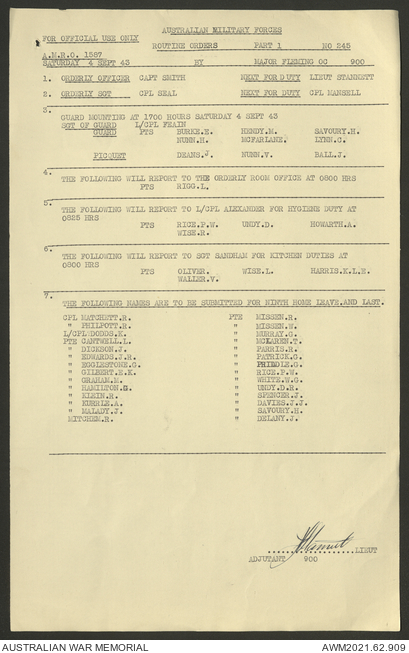 AUSTRALIAN MILITARY FORCES
FOR OFFICIAL USE ONLY
ROUTINE ORDERS PART 1 NO 245
A.M.R.O. 1587
SATURDAY 4 SEPT 43 BY MAJOR FLEMING OC 900
1. ORDERLY OFFICER CAPT SMITH NEXT FOR DUTY LIEUT STANNETT
2. ORDERLY SGT CPL SEAL NEXT FOR DUTY CPL MANSELL
3.
GUARD MOUNTING AT 1700 HOURS SATURDAY 4 SEPT 43
SGT OF GUARD L/CPL FEAIN
GUARD PTS BURKE.E. HENDY.M. SAVOURY.H.
NUNN.H. MCFARLANE. LYNN.C.
PICQUET DEANS.J. NUNN.V. BALL.J.
4.
THE FOLLOWING WILL REPORT TO THE ORDERLY ROOM OFFICE AT 0800 HRS
PTS RIGG.L.
5.
THE FOLLOWING WILL REPORT TO L/CPL ALEXANDER FOR HYGIENE DUTY AT
0825 HRS
PTS RICE.P.W. UNDY.D. HOWARTH.A.
WISE.R.
6.
THE FOLLOWING WILL REPORT TO SGT SANDHAM FOR KITCHEN DUTIES AT
0800 HRS
PTS OLIVER. WISE.L. HARRIS.K.L.H.
WALLER.V.
7.
THE FOLLOWING NAMES ARE TO BE SUBMITTED FOR NINTH HOME LEAVE.AND LAST.
CPL MATCHETT.R. PTE MISSEN.R.
" PHILPOTT.R. " MISSEN.W.
L/CPL DODDS.K. " MURRAY.G.
PTE CANTWILL.L. " MCLAREN.T.
" DICKSON.J. " PARRIS.R.
" EDWARDS.J.R. " PATRICK.G.
" EGGLESTONE.G. " PRIDDLE.G.
" GILBERT.E.K. " RICE.P.W.
" GRAHAM.M. " WHITE.W.G.
" HAMILTON.S. " UNDY.D.R.
" KLEIN.R. " SPENCER.J.
" KUEHLE.A. " DAVIES.J.J.
" MALADY.J. " SAVOURY.H.
MITCHEM.R. " DELANY.J.
LIEUT
ADJUTANT 900
AUSTRALIAN WAR MEMORIAL AWM2021.62.909